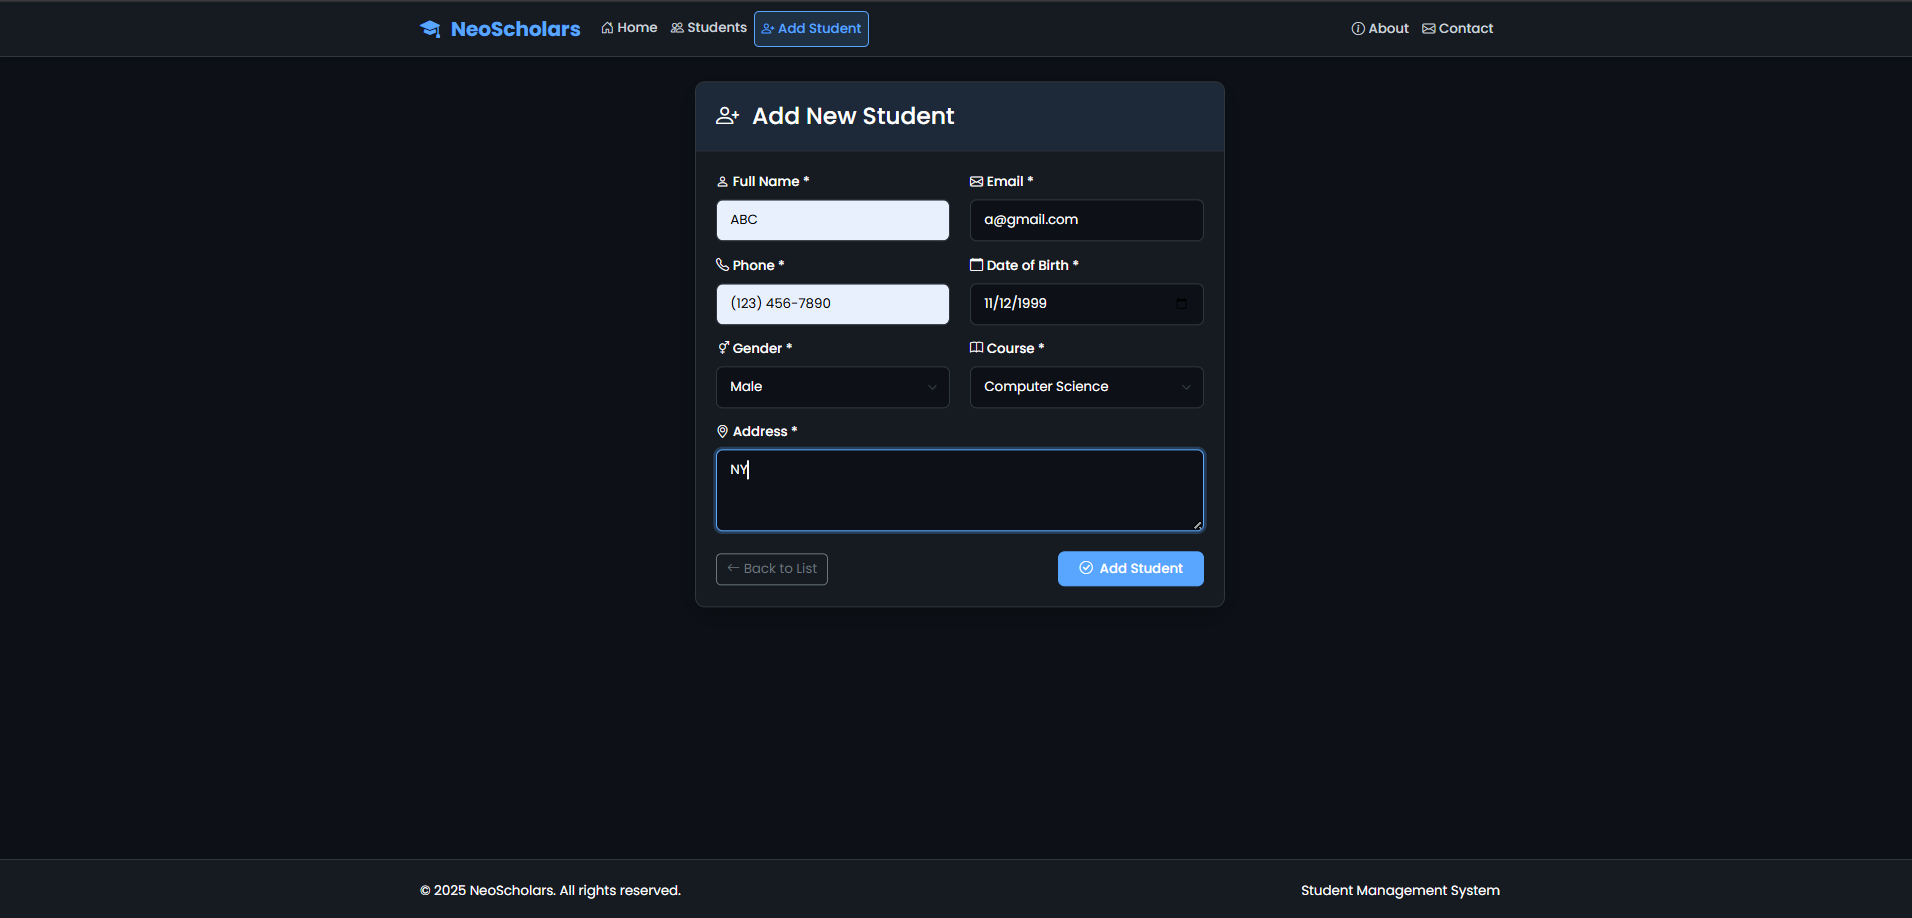 NeoScholars Home Students Add Student About Contact
Add New Student
Full Name * Email *
ABC a@gmail.com
Phone * Date of Birth *
(123) 456-7890 11/12/1999
Gender * Course *
Male Computer Science
Address *
NY
Back to List Add Student
© 2025 NeoScholars. All rights reserved. Student Management System